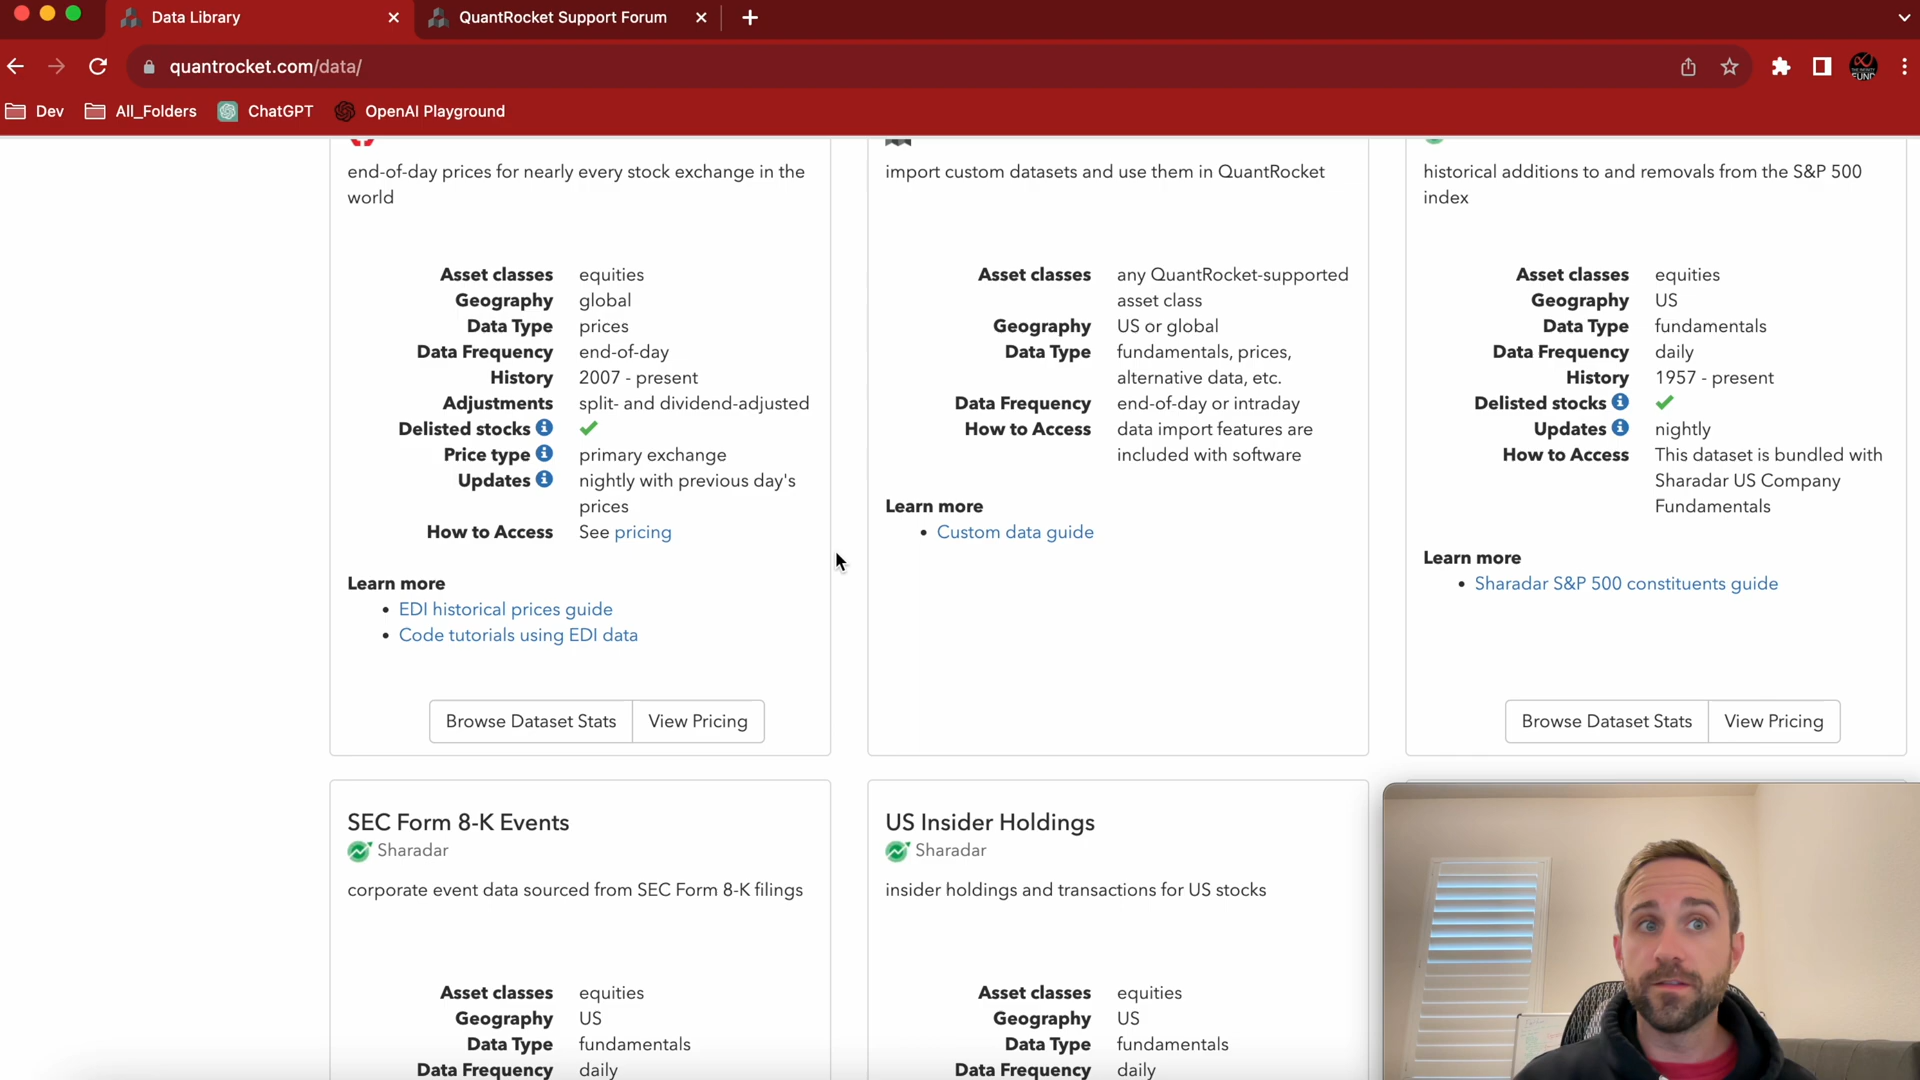 Data Library
QuantRocket Support Forum
quantrocket.com/data/
Dev
All_Folders
ChatGPT
OpenAI Playground
end-of-day prices for nearly every stock exchange in the
world
Asset classes equities
Geography global
Data Type prices
Data Frequency end-of-day
History 2007 - present
Adjustments split- and dividend-adjusted
Delisted stocks
Price type primary exchange
Updates nightly with previous day's
prices
How to Access See pricing
Learn more
• EDI historical prices guide
• Code tutorials using EDI data
Browse Dataset Stats
View Pricing
import custom datasets and use them in QuantRocket
Asset classes any QuantRocket-supported
asset class
Geography US or global
Data Type fundamentals, prices,
alternative data, etc.
Data Frequency end-of-day or intraday
How to Access data import features are
included with software
Learn more
• Custom data guide
historical additions to and removals from the S&P 500
index
Asset classes equities
Geography US
Data Type fundamentals
Data Frequency daily
History 1957 - present
Delisted stocks
Updates nightly
How to Access This dataset is bundled with
Sharadar US Company
Fundamentals
Learn more
• Sharadar S&P 500 constituents guide
Browse Dataset Stats
View Pricing
SEC Form 8-K Events
Sharadar
corporate event data sourced from SEC Form 8-K filings
Asset classes equities
Geography US
Data Type fundamentals
Data Frequency daily
US Insider Holdings
Sharadar
insider holdings and transactions for US stocks
Asset classes equities
Geography US
Data Type fundamentals
Data Frequency daily